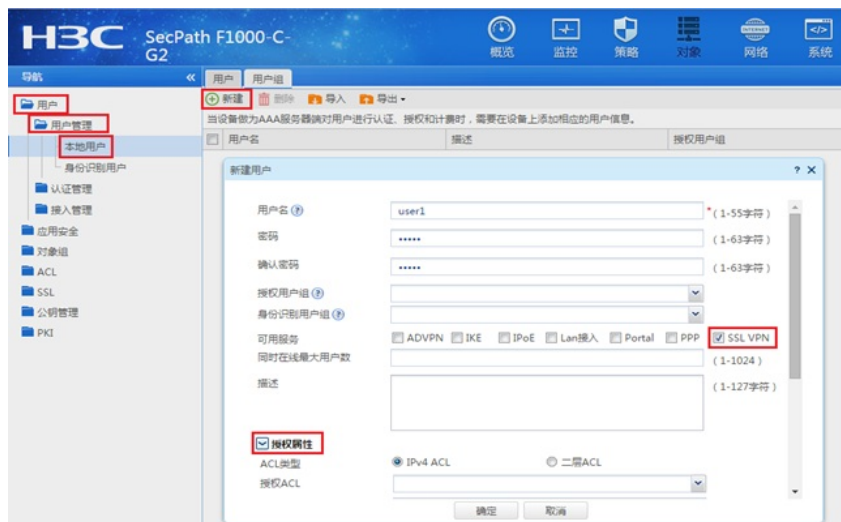 H3C SecPath F1000-C-G2
概览 监控 策略 对象 网络 系统
导航 «
用户 用户组
新建 删除 导入 导出
当设备做为AAA服务器端对用户进行认证、授权和计费时，需要在设备上添加相应的用户信息。
用户名 描述 授权用户组
用户
用户管理
本地用户
身份识别用户
认证管理
接入管理
应用安全
对象组
ACL
SSL
公钥管理
PKI
新建用户 ? X
用户名 ? user1 *(1-55字符)
密码 ••••• (1-63字符)
确认密码 ••••• (1-63字符)
授权用户组 ?
身份识别用户组 ?
可用服务 ADVPN IKE IPoE Lan接入 Portal PPP SSL VPN
同时在线最大用户数 (1-1024)
描述 (1-127字符)
授权属性
ACL类型 IPv4 ACL 二层ACL
授权ACL
确定 取消